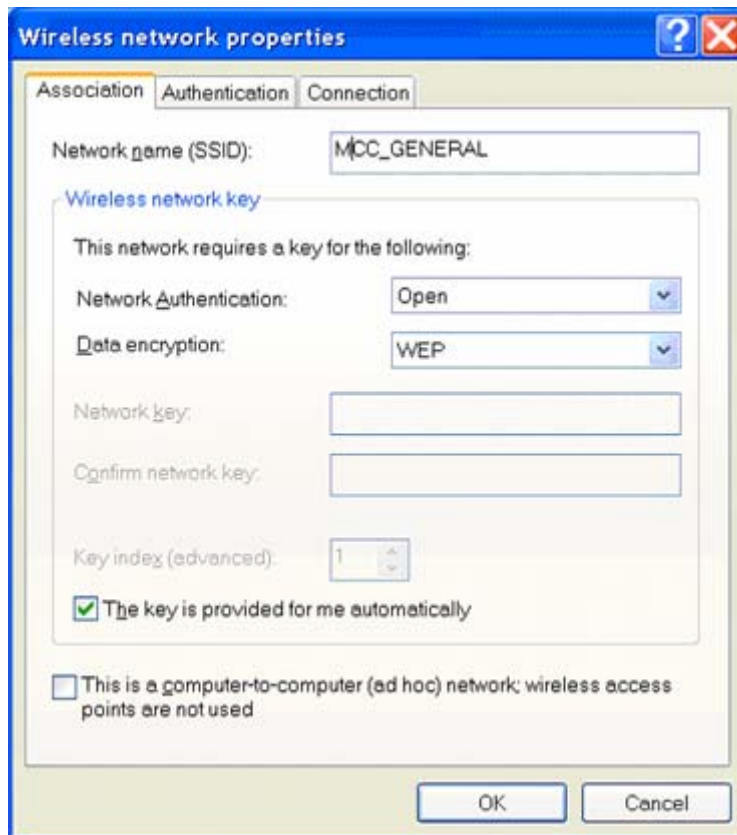 Wireless network properties
Association Authentication Connection
Network name (SSID): MCC_GENERAL
Wireless network key
This network requires a key for the following:
Network Authentication: Open
Data encryption: WEP
Network key:
Confirm network key:
Key index (advanced): 1
The key is provided for me automatically
This is a computer-to-computer (ad hoc) network; wireless access
points are not used
OK Cancel